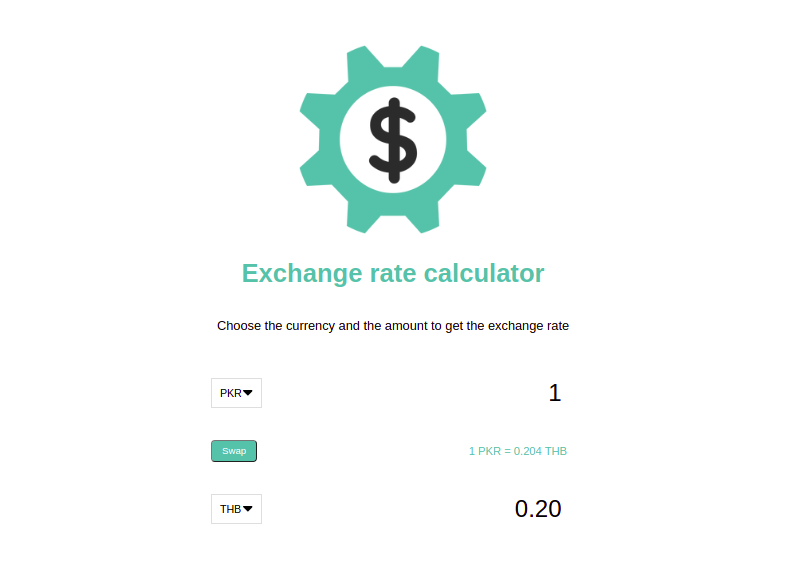 $
Exchange rate calculator
Choose the currency and the amount to get the exchange rate
PKR 1
Swap 1 PKR = 0.204 THB
THB 0.20